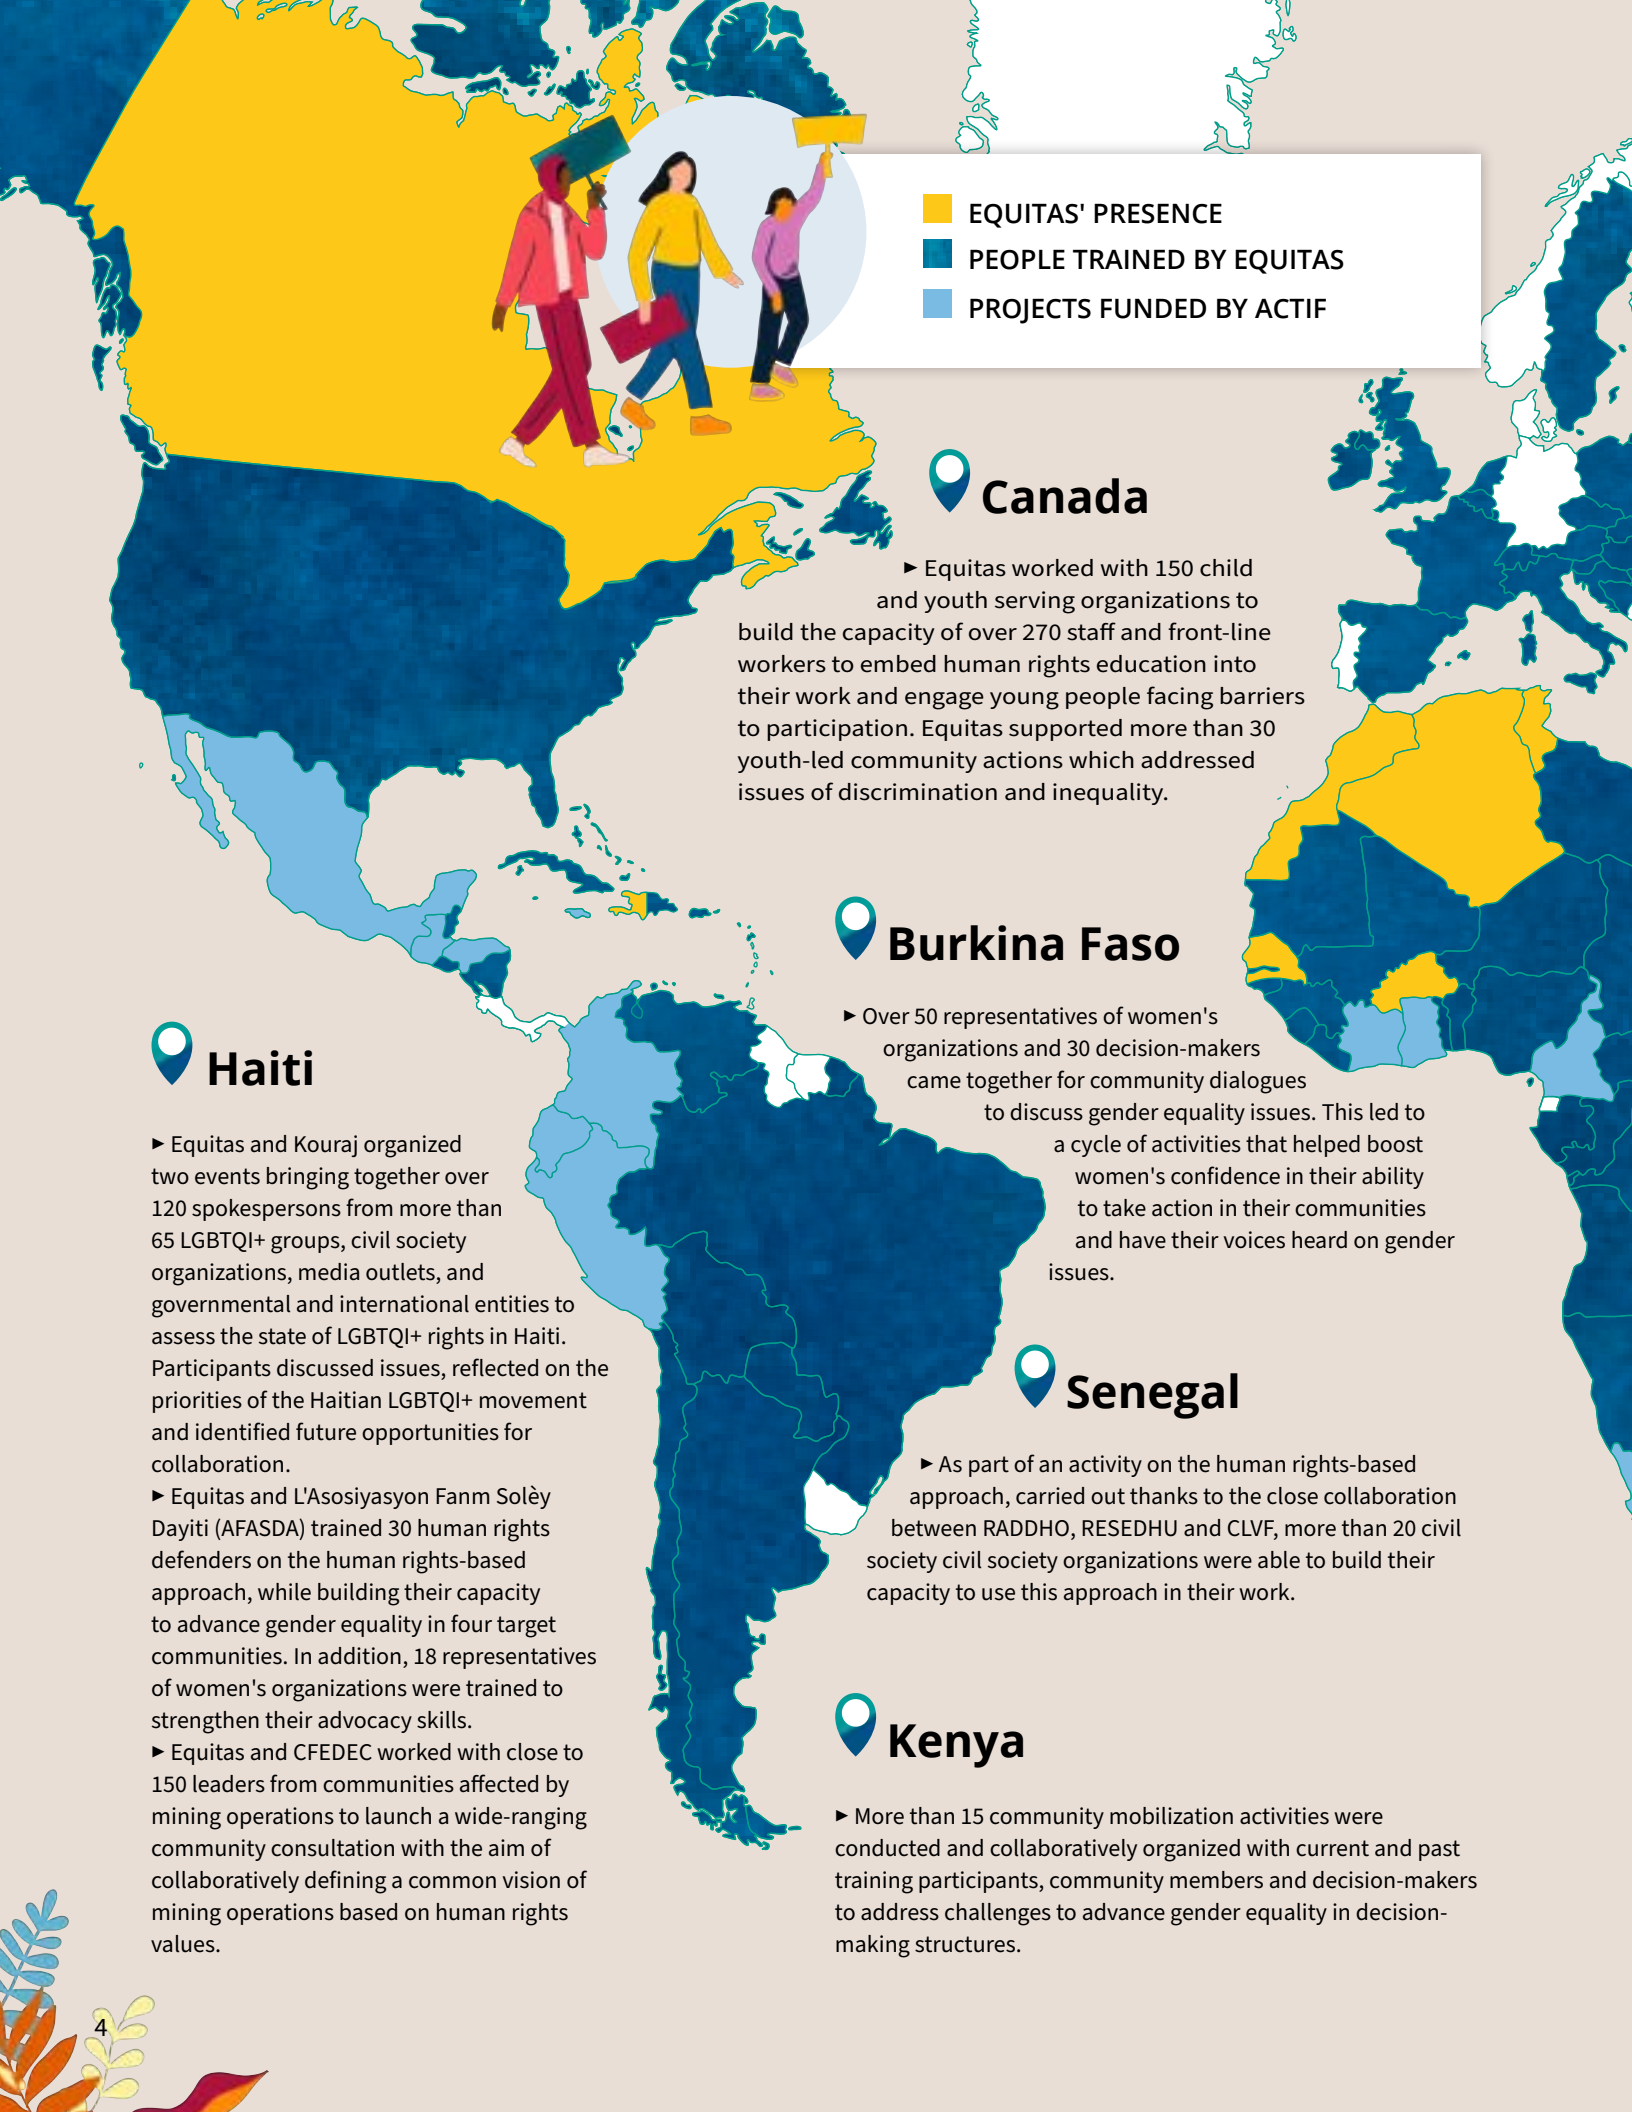 EQUITAS' PRESENCE
PEOPLE TRAINED BY EQUITAS
PROJECTS FUNDED BY ACTIF
Canada
► Equitas worked with 150 child
and youth serving organizations to
build the capacity of over 270 staff and front-line
workers to embed human rights education into
their work and engage young people facing barriers
to participation. Equitas supported more than 30
youth-led community actions which addressed
issues of discrimination and inequality.
Burkina Faso
► Over 50 representatives of women's
organizations and 30 decision-makers
came together for community dialogues
to discuss gender equality issues. This led to
a cycle of activities that helped boost
women's confidence in their ability
to take action in their communities
and have their voices heard on gender
issues.
Haiti
► Equitas and Kouraj organized
two events bringing together over
120 spokespersons from more than
65 LGBTQI+ groups, civil society
organizations, media outlets, and
governmental and international entities to
assess the state of LGBTQI+ rights in Haiti.
Participants discussed issues, reflected on the
priorities of the Haitian LGBTQI+ movement
and identified future opportunities for
collaboration.
► Equitas and L'Asosiyasyon Fanm Solèy
Dayiti (AFASDA) trained 30 human rights
defenders on the human rights-based
approach, while building their capacity
to advance gender equality in four target
communities. In addition, 18 representatives
of women's organizations were trained to
strengthen their advocacy skills.
► Equitas and CFEDEC worked with close to
150 leaders from communities affected by
mining operations to launch a wide-ranging
community consultation with the aim of
collaboratively defining a common vision of
mining operations based on human rights
values.
Senegal
► As part of an activity on the human rights-based
approach, carried out thanks to the close collaboration
between RADDHO, RESEDHU and CLVF, more than 20 civil
society civil society organizations were able to build their
capacity to use this approach in their work.
Kenya
► More than 15 community mobilization activities were
conducted and collaboratively organized with current and past
training participants, community members and decision-makers
to address challenges to advance gender equality in decision-
making structures.
4